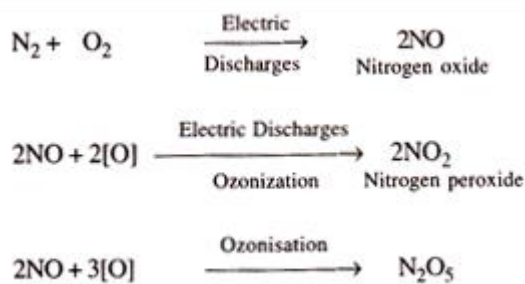 Electric
N₂ + O₂ ⟶ 2NO
Discharges Nitrogen oxide
Electric Discharges
2NO + 2[O] ⟶ 2NO₂
Ozonization Nitrogen peroxide
Ozonisation
2NO + 3[O] ⟶ N₂O₅